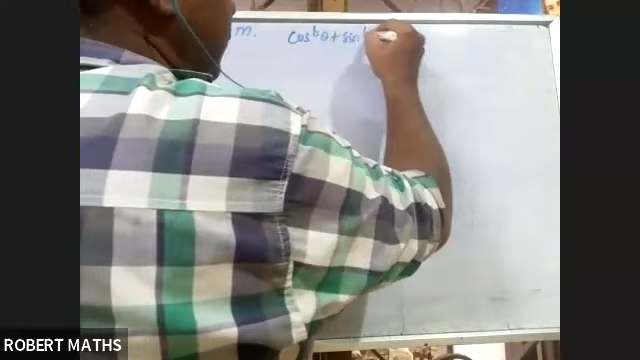 m. cos⁶θ + sin
ROBERT MATHS